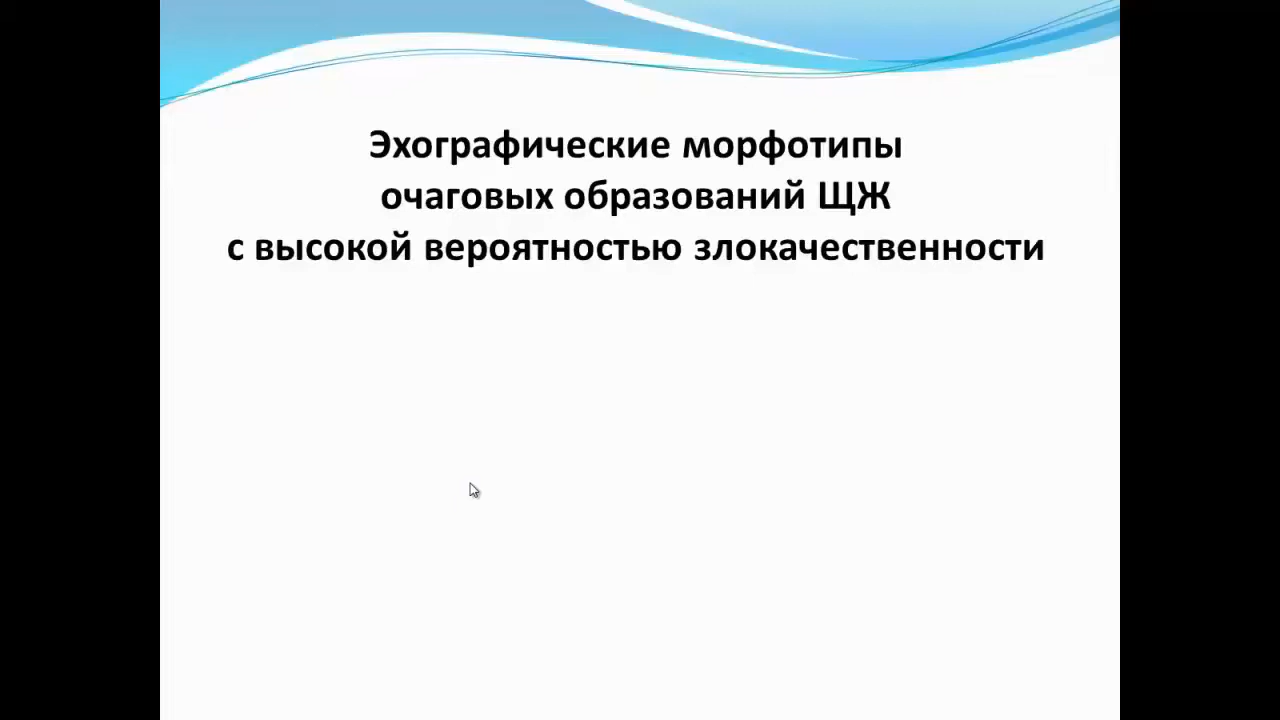 Эхографические морфотипы
очаговых образований ЩЖ
с высокой вероятностью злокачественности